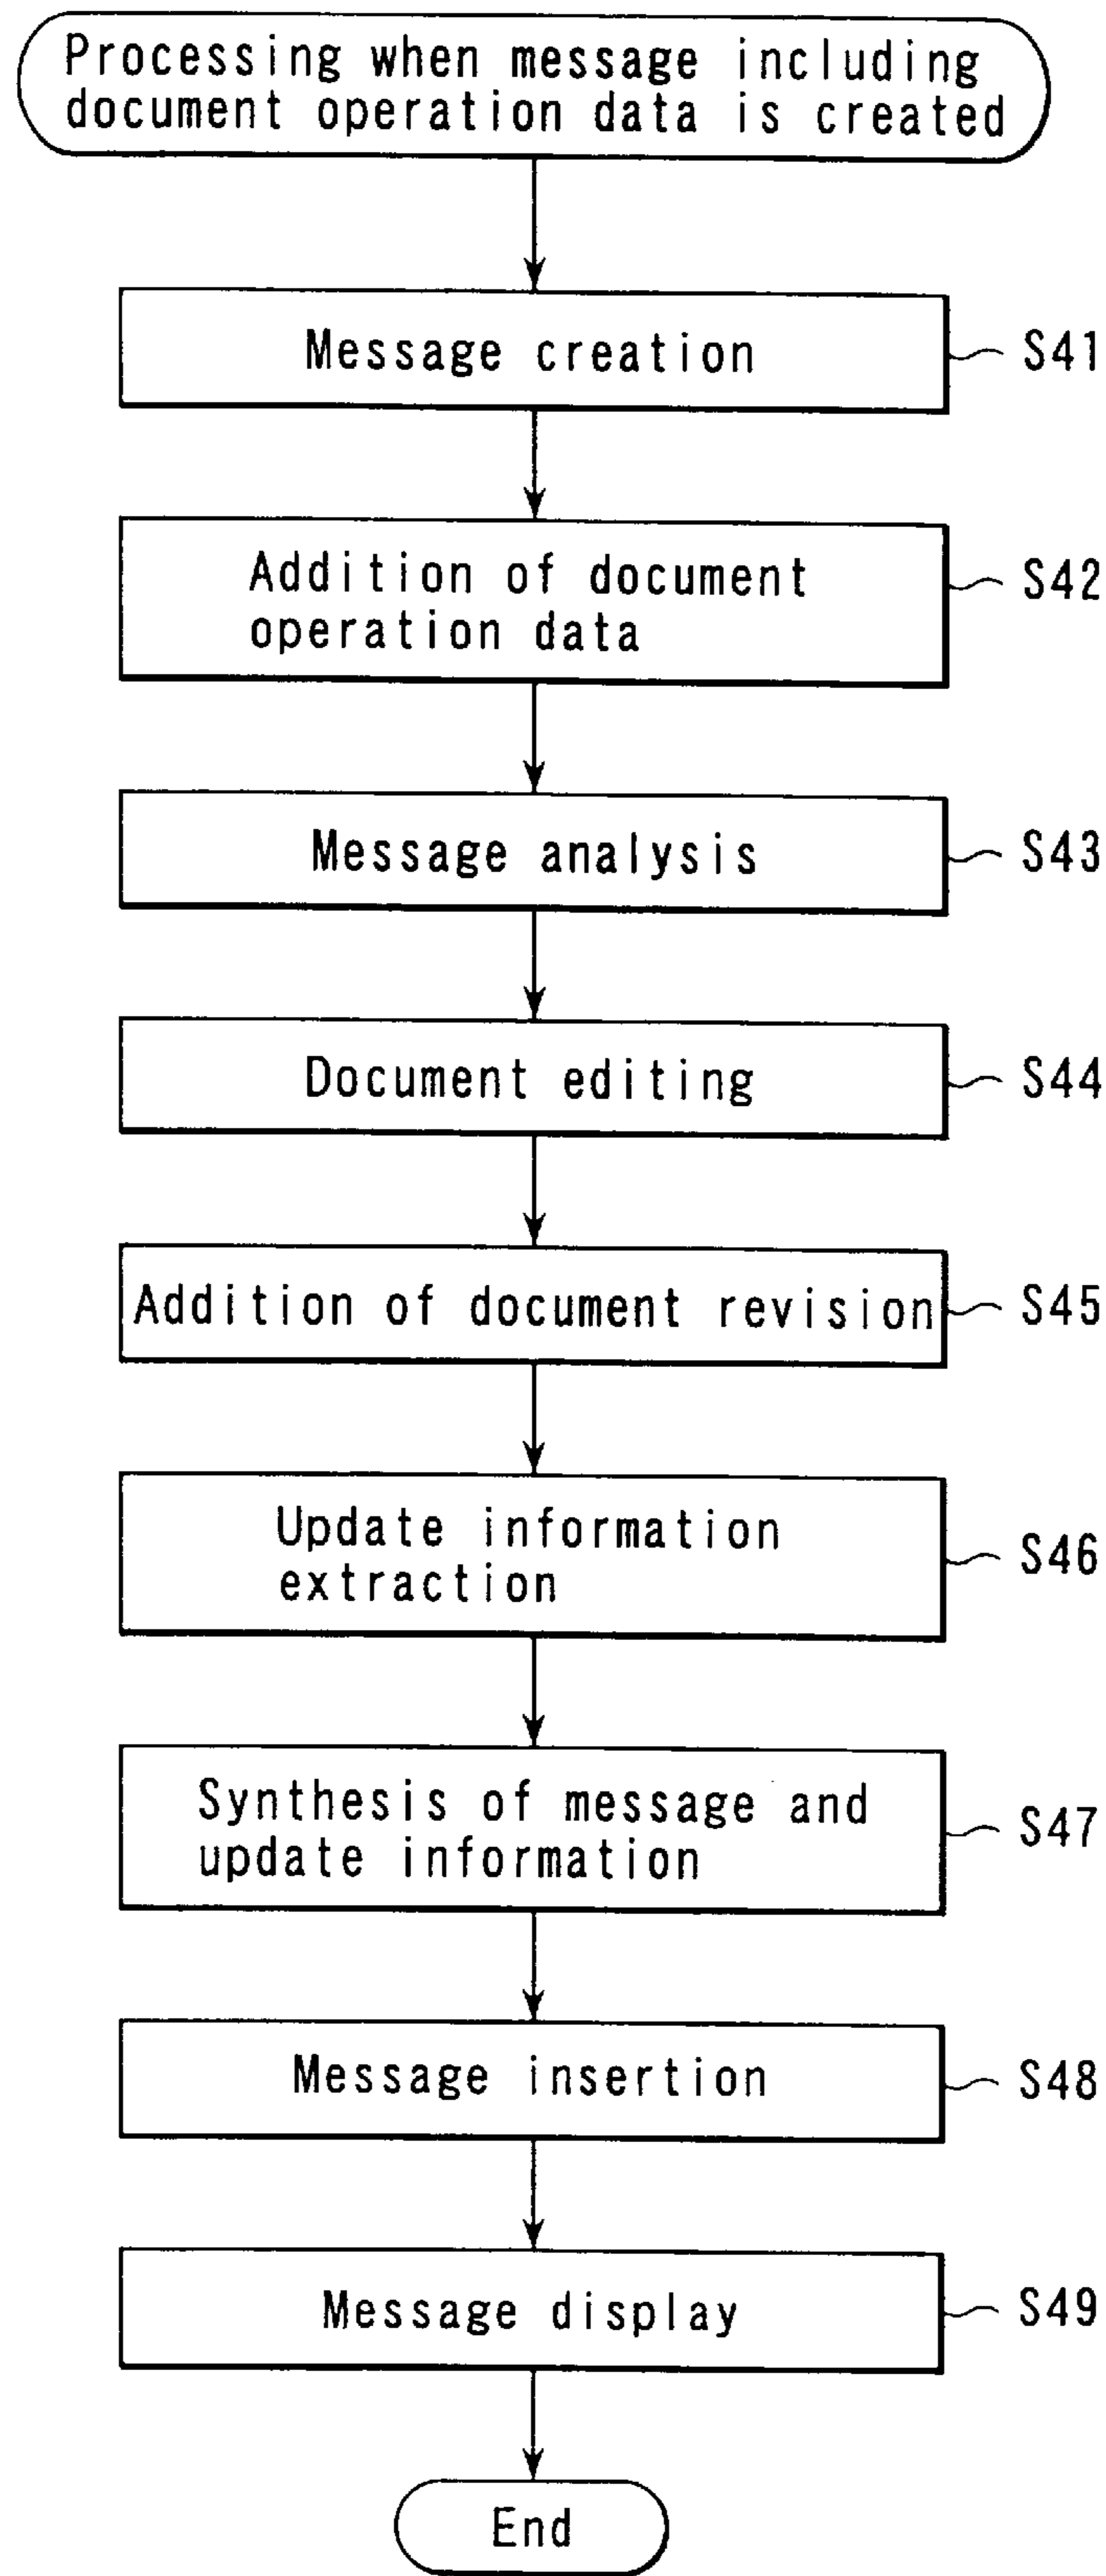 Processing when message including
document operation data is created
Message creation
S41
Addition of document
operation data
S42
Message analysis
S43
Document editing
S44
Addition of document revision
S45
Update information
extraction
S46
Synthesis of message and
update information
S47
Message insertion
S48
Message display
S49
End